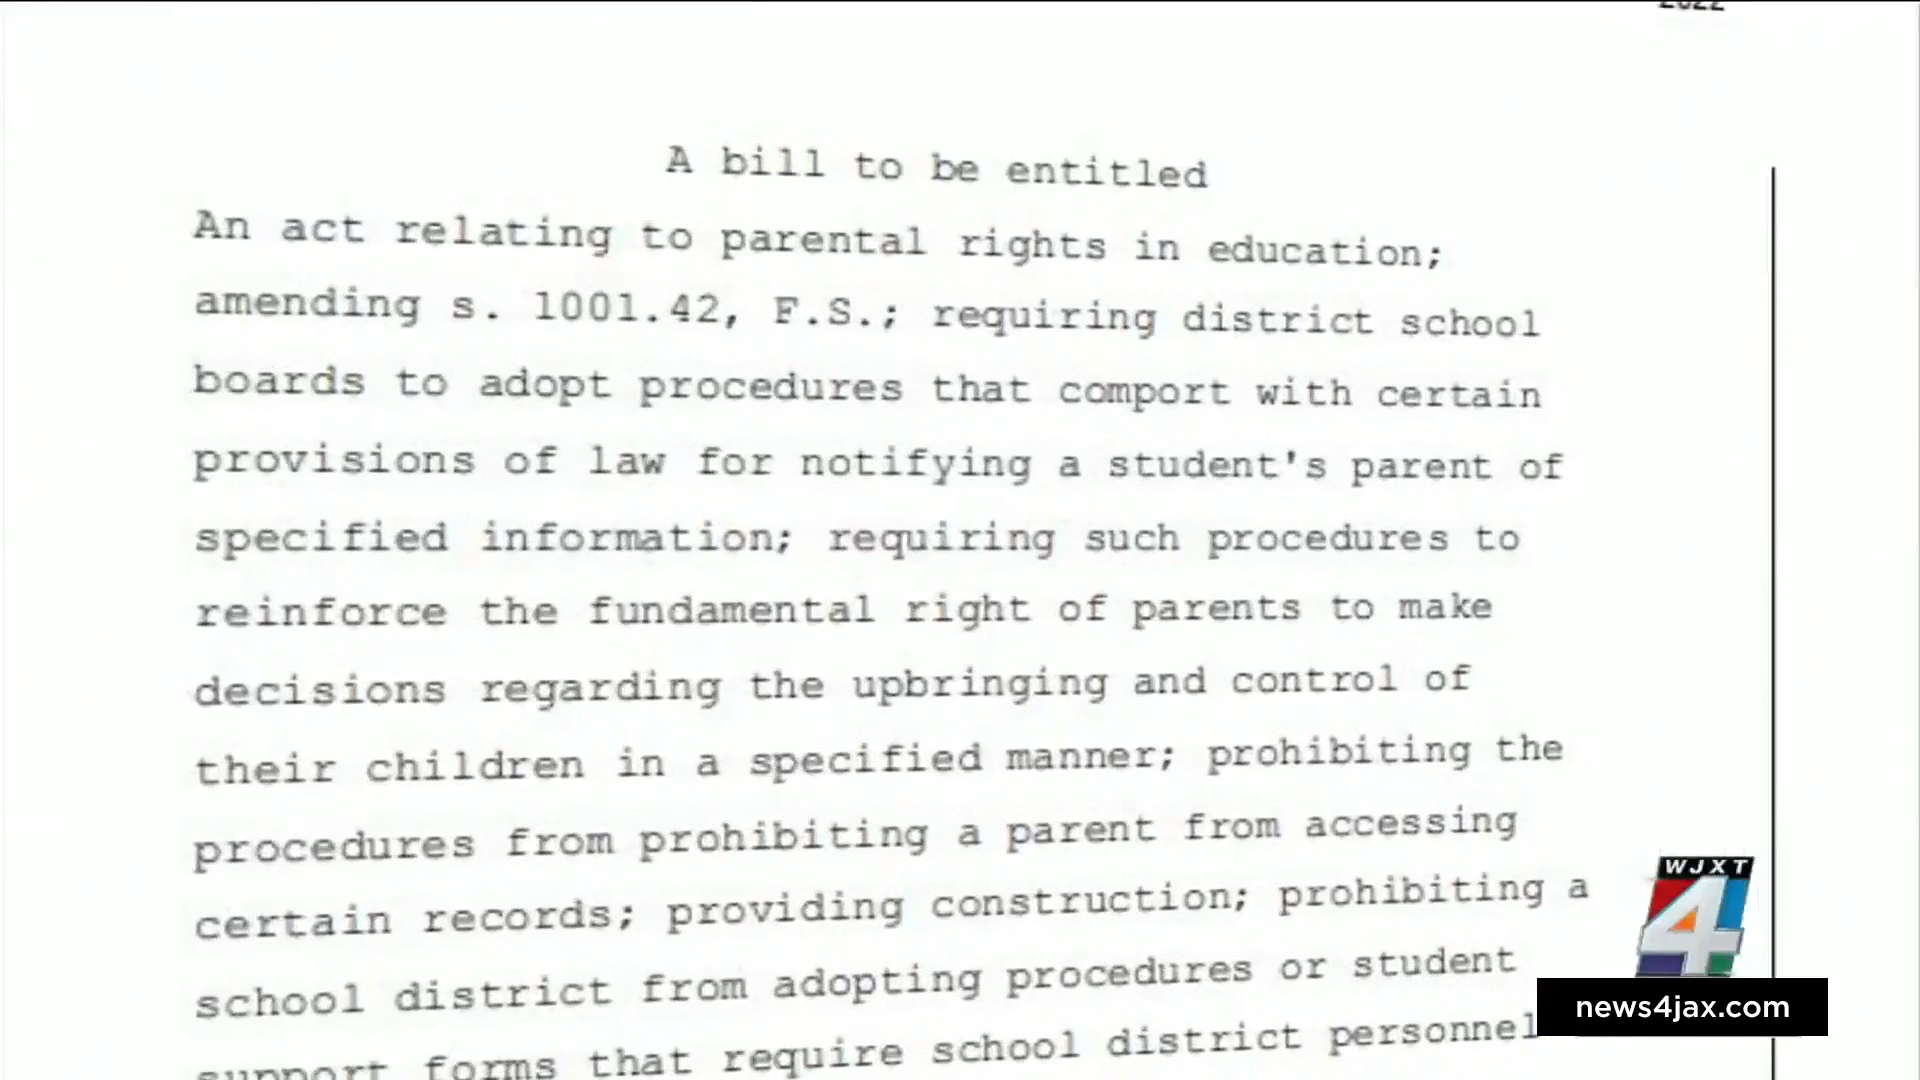 2022
A bill to be entitled
An act relating to parental rights in education;
amending s. 1001.42, F.S.; requiring district school
boards to adopt procedures that comport with certain
provisions of law for notifying a student's parent of
specified information; requiring such procedures to
reinforce the fundamental right of parents to make
decisions regarding the upbringing and control of
their children in a specified manner; prohibiting the
procedures from prohibiting a parent from accessing
certain records; providing construction; prohibiting a
school district from adopting procedures or student
support forms that require school district personnel
WJXT
4
news4jax.com